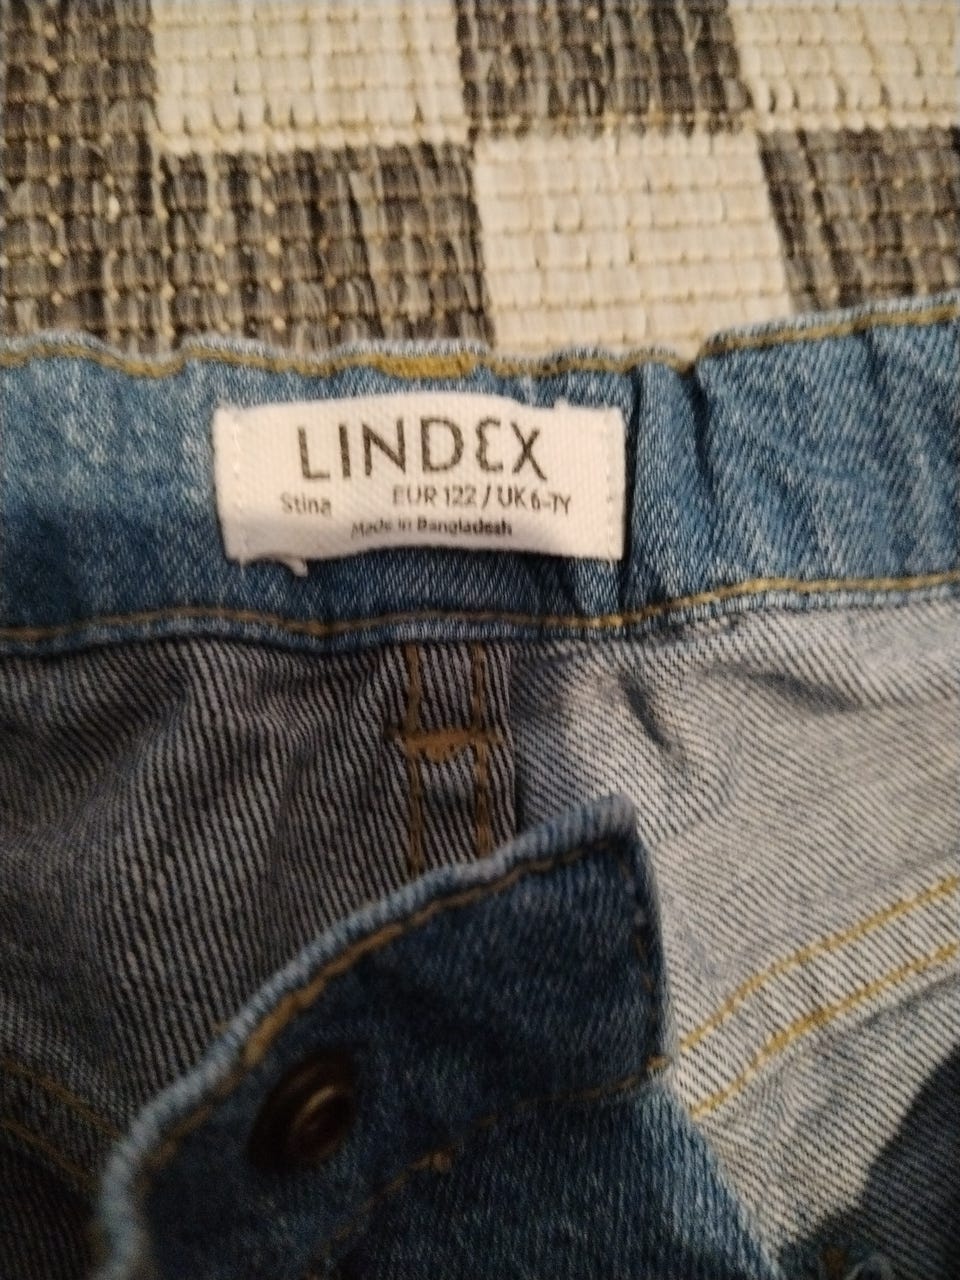 LINDEX
Stina EUR 122 / UK 6-7Y
Made in Bangladesh